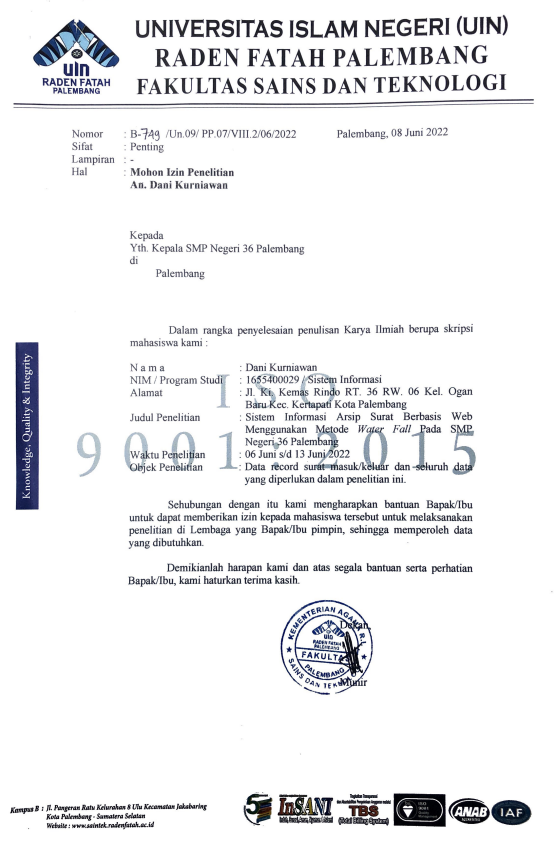 UNIVERSITAS ISLAM NEGERI (UIN)
RADEN FATAH PALEMBANG
FAKULTAS SAINS DAN TEKNOLOGI
uin
RADEN FATAH
PALEMBANG
Nomor : B-749 /Un.09/ PP.07/VIII.2/06/2022 Palembang, 08 Juni 2022
Sifat : Penting
Lampiran : -
Hal : Mohon Izin Penelitian
An. Dani Kurniawan
Kepada
Yth. Kepala SMP Negeri 36 Palembang
di
Palembang
Dalam rangka penyelesaian penulisan Karya Ilmiah berupa skripsi
mahasiswa kami :
N a m a : Dani Kurniawan
NIM / Program Studi : 1655400029 / Sistem Informasi
Alamat : Jl. Ki. Kemas Rindo RT. 36 RW. 06 Kel. Ogan
Baru Kec. Kertapati Kota Palembang
Judul Penelitian : Sistem Informasi Arsip Surat Berbasis Web
Menggunakan Metode Water Fall Pada SMP
Negeri 36 Palembang
Waktu Penelitian : 06 Juni s/d 13 Juni 2022
Objek Penelitian : Data record surat masuk/keluar dan seluruh data
yang diperlukan dalam penelitian ini.
ISO
9001:2015
Knowledge, Quality & Integrity
Sehubungan dengan itu kami mengharapkan bantuan Bapak/Ibu
untuk dapat memberikan izin kepada mahasiswa tersebut untuk melaksanakan
penelitian di Lembaga yang Bapak/Ibu pimpin, sehingga memperoleh data
yang dibutuhkan.
Demikianlah harapan kami dan atas segala bantuan serta perhatian
Bapak/Ibu, kami haturkan terima kasih.
Dekan,
KEMENTERIAN AGAMA R.I.
uin
RADEN FATAH
PALEMBANG
FAKULTAS
PALEMBANG
SAINS DAN TEKN
Munir
Kampus B : Jl. Pangeran Ratu Kelurahan 8 Ulu Kecamatan Jakabaring
Kota Palembang - Sumatera Selatan
Website : www.saintek.radenfatah.ac.id
InSANI
TBS
(Total Billing System)
ANAB
IAF